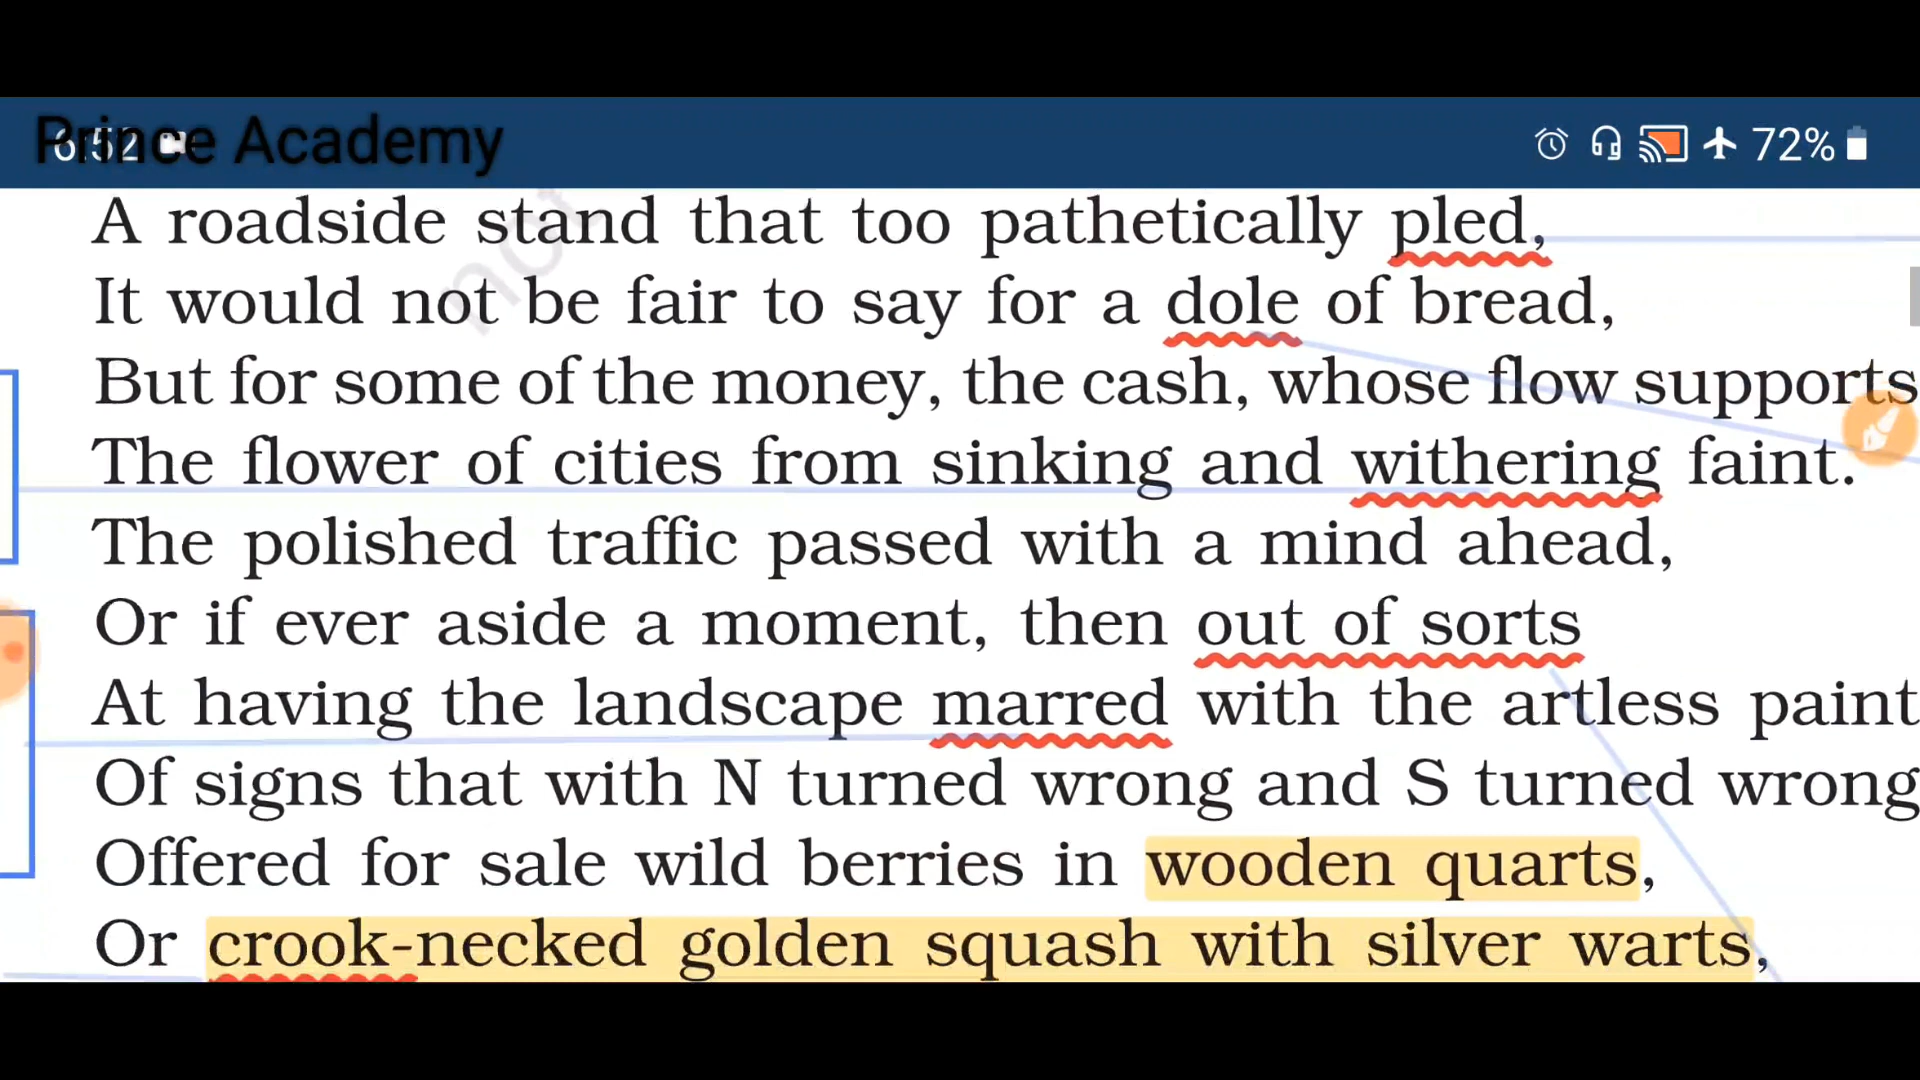 Prince Academy
6:52
72%
A roadside stand that too pathetically pled,
It would not be fair to say for a dole of bread,
But for some of the money, the cash, whose flow supports
The flower of cities from sinking and withering faint.
The polished traffic passed with a mind ahead,
Or if ever aside a moment, then out of sorts
At having the landscape marred with the artless paint
Of signs that with N turned wrong and S turned wrong
Offered for sale wild berries in wooden quarts,
Or crook-necked golden squash with silver warts,
not